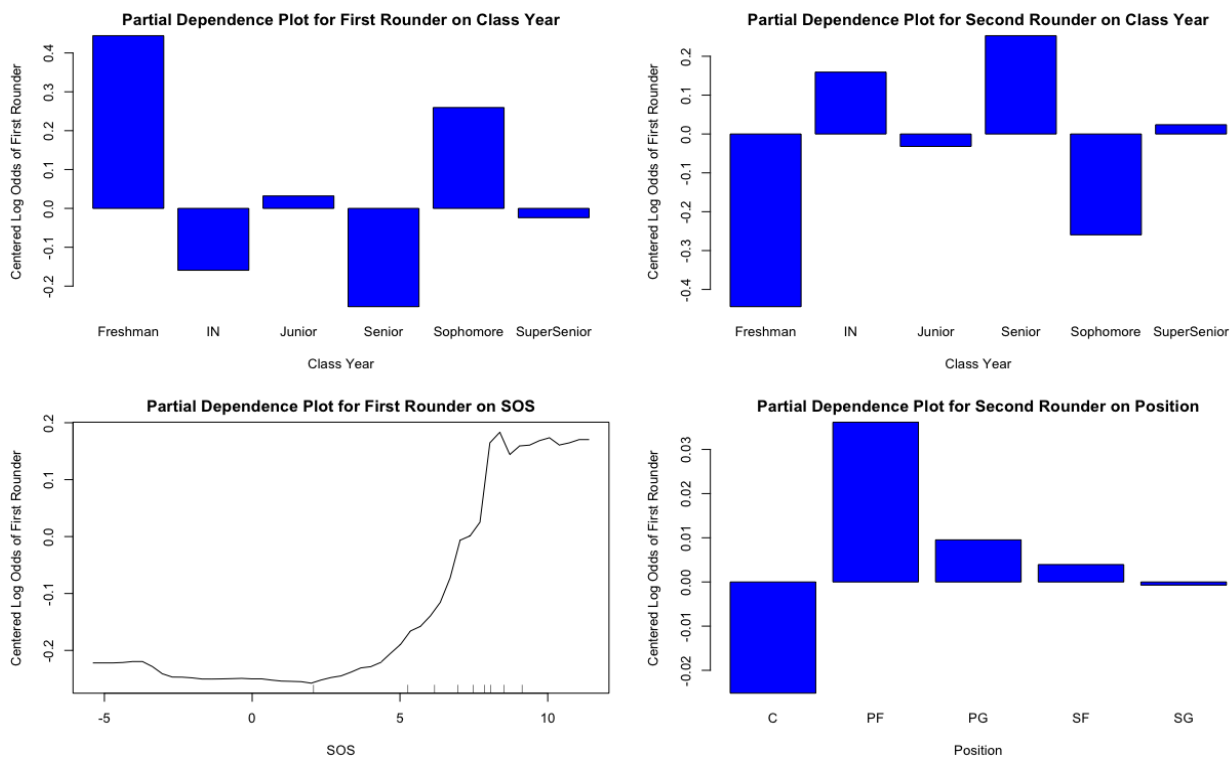 Partial Dependence Plot for First Rounder on Class Year
Centered Log Odds of First Rounder
0.4
0.3
0.2
0.1
0.0
-0.1
-0.2
Freshman IN Junior Senior Sophomore SuperSenior
Class Year
Partial Dependence Plot for Second Rounder on Class Year
Centered Log Odds of First Rounder
0.2
0.1
0.0
-0.1
-0.2
-0.3
-0.4
Freshman IN Junior Senior Sophomore SuperSenior
Class Year
Partial Dependence Plot for First Rounder on SOS
Centered Log Odds of First Rounder
0.2
0.1
0.0
-0.1
-0.2
-5 0 5 10
SOS
Partial Dependence Plot for Second Rounder on Position
Centered Log Odds of First Rounder
0.03
0.02
0.01
0.00
-0.01
-0.02
C PF PG SF SG
Position